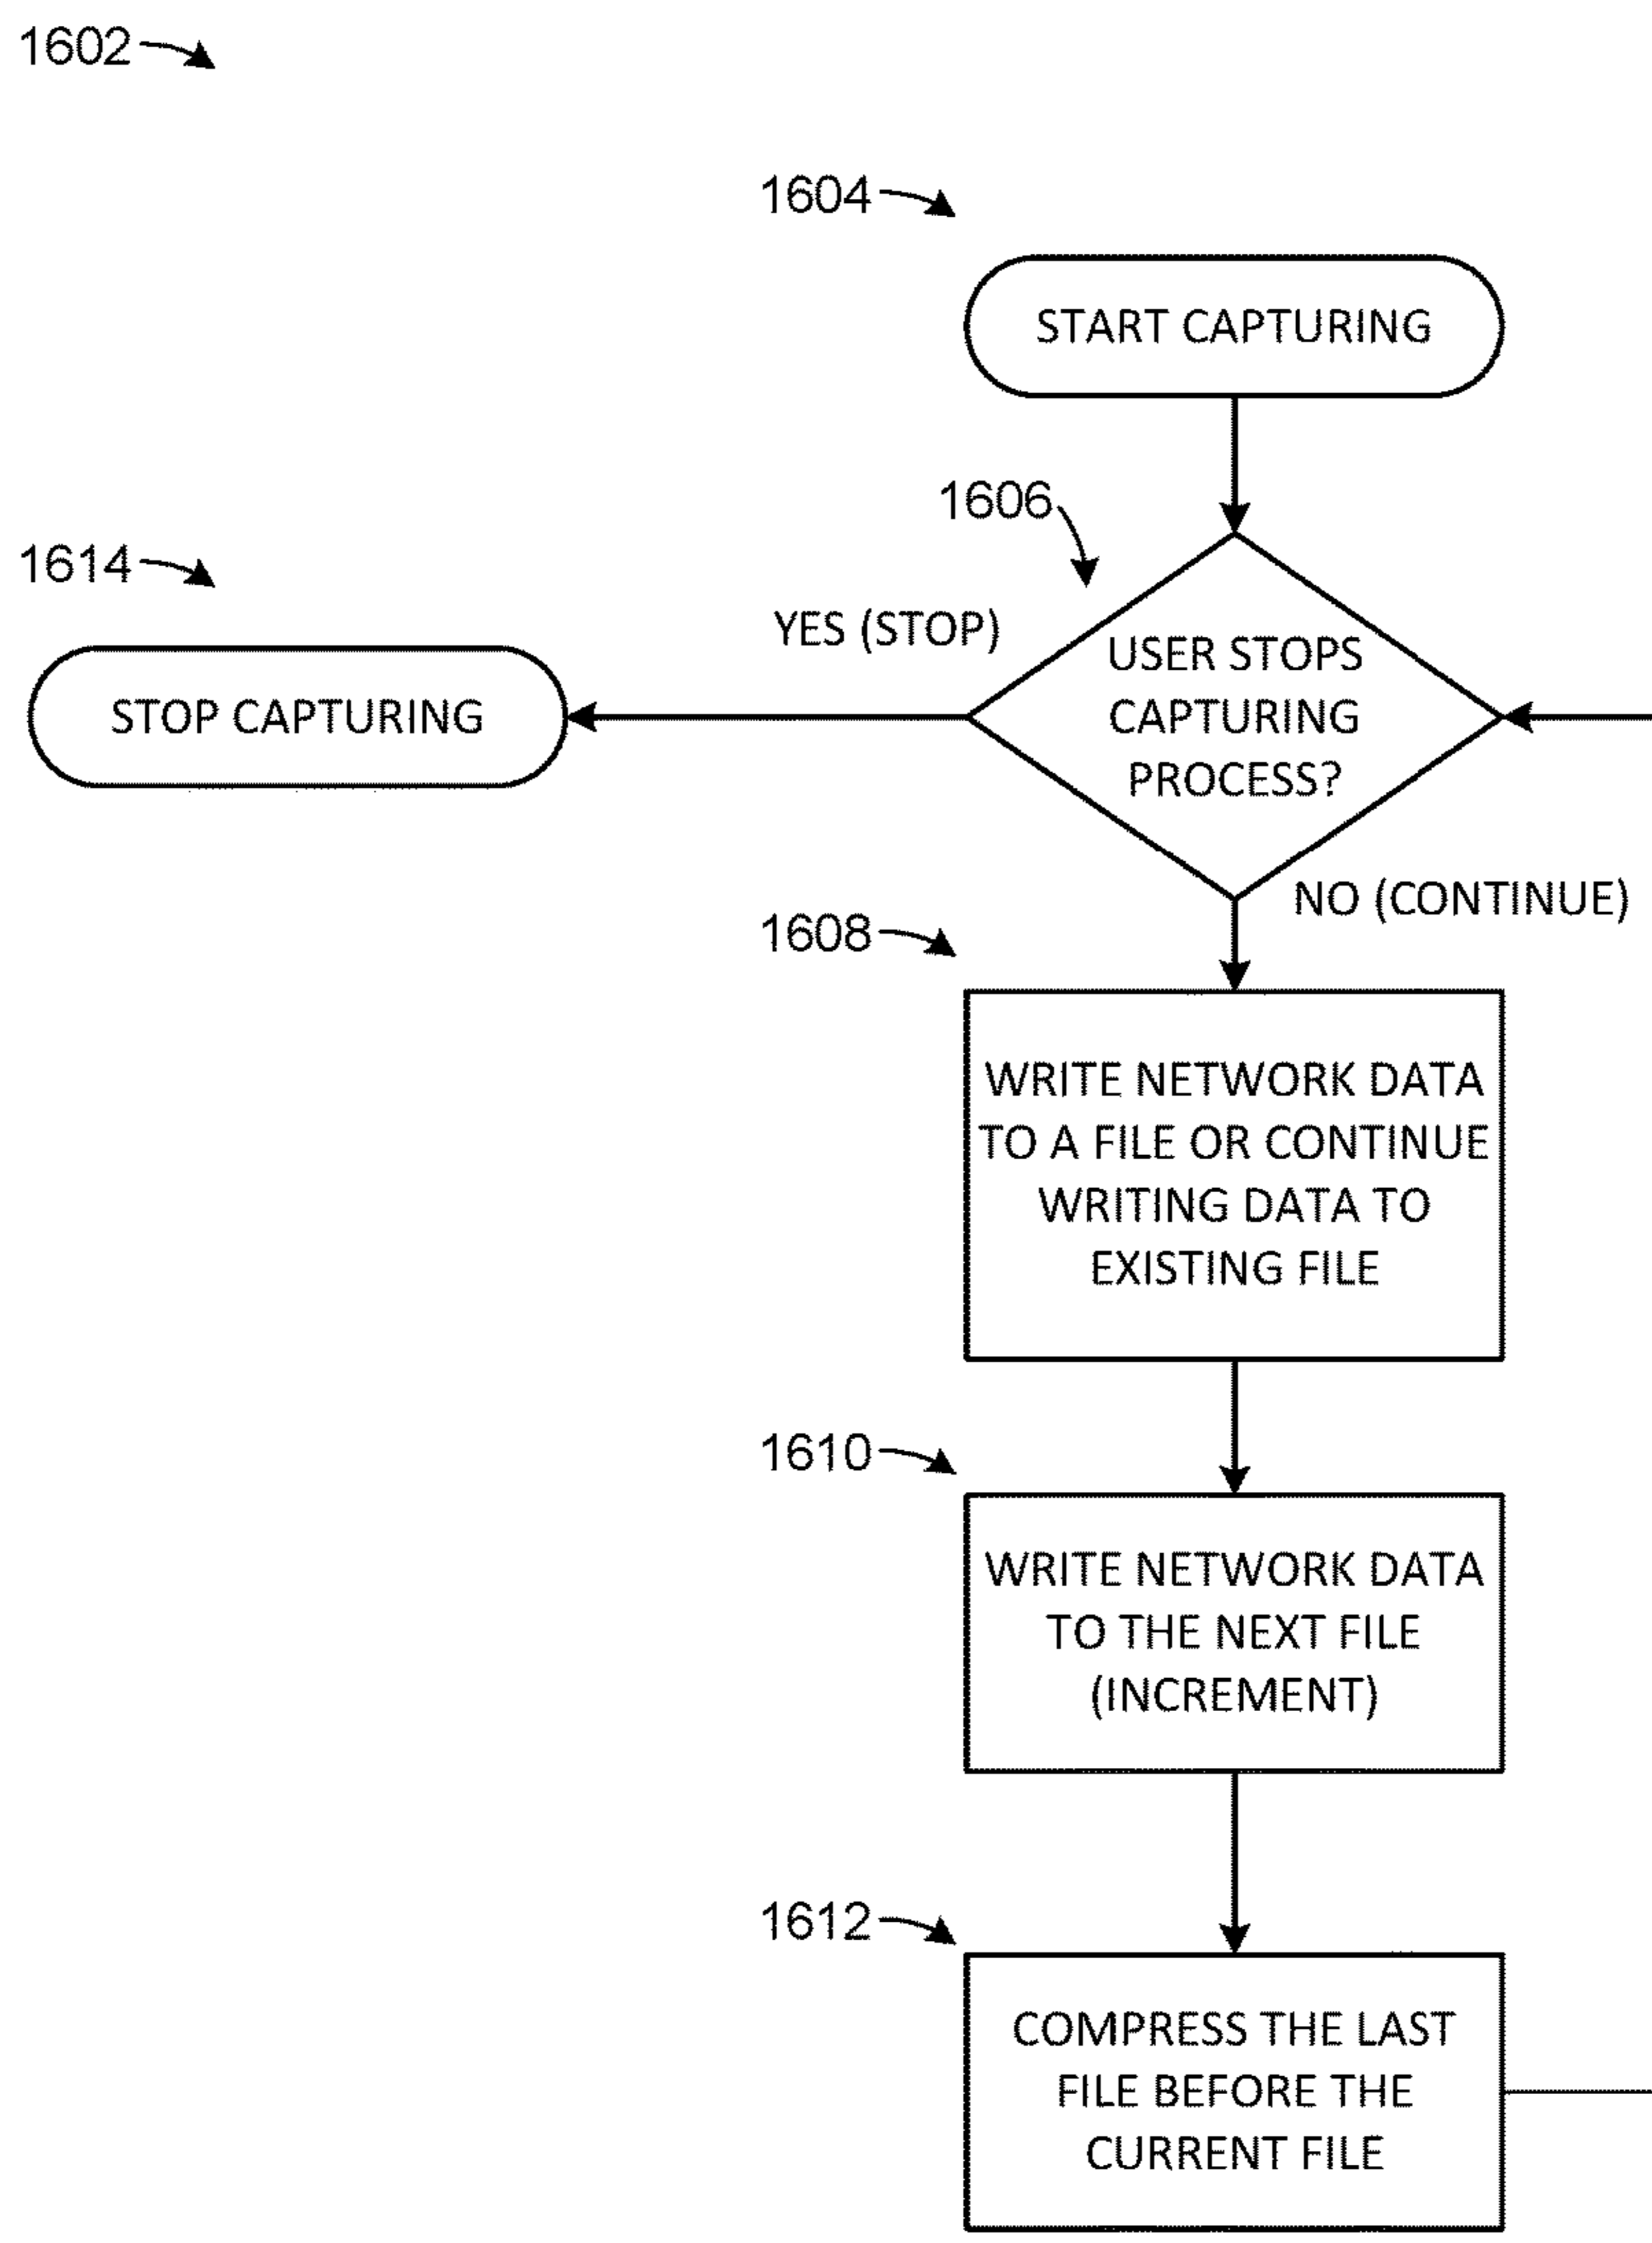 1602
1604
START CAPTURING
1606
1614
YES (STOP)
USER STOPS
CAPTURING
PROCESS?
STOP CAPTURING
NO (CONTINUE)
1608
WRITE NETWORK DATA
TO A FILE OR CONTINUE
WRITING DATA TO
EXISTING FILE
1610
WRITE NETWORK DATA
TO THE NEXT FILE
(INCREMENT)
1612
COMPRESS THE LAST
FILE BEFORE THE
CURRENT FILE